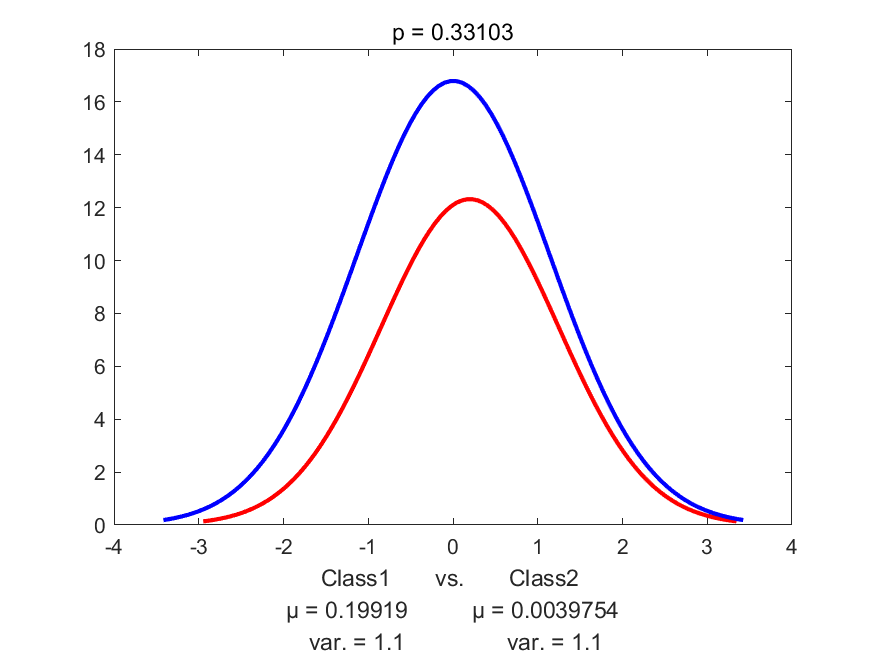 p = 0.33103
18
16
14
12
10
8
6
4
2
0
-4 -3 -2 -1 0 1 2 3 4
Class1 vs. Class2
μ = 0.19919 μ = 0.0039754
var. = 1.1 var. = 1.1